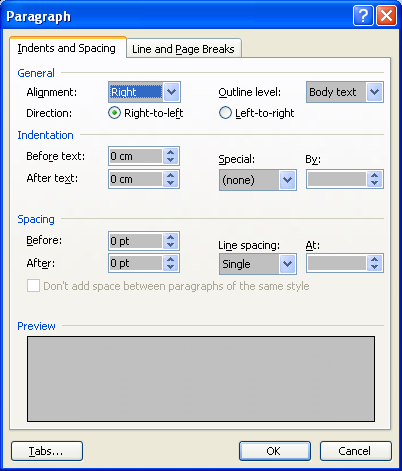 Paragraph
Indents and Spacing Line and Page Breaks
General
Alignment: Right Outline level: Body text
Direction: Right-to-left Left-to-right
Indentation
Before text: 0 cm Special: By:
After text: 0 cm (none)
Spacing
Before: 0 pt Line spacing: At:
After: 0 pt Single
Don't add space between paragraphs of the same style
Preview
Tabs... OK Cancel